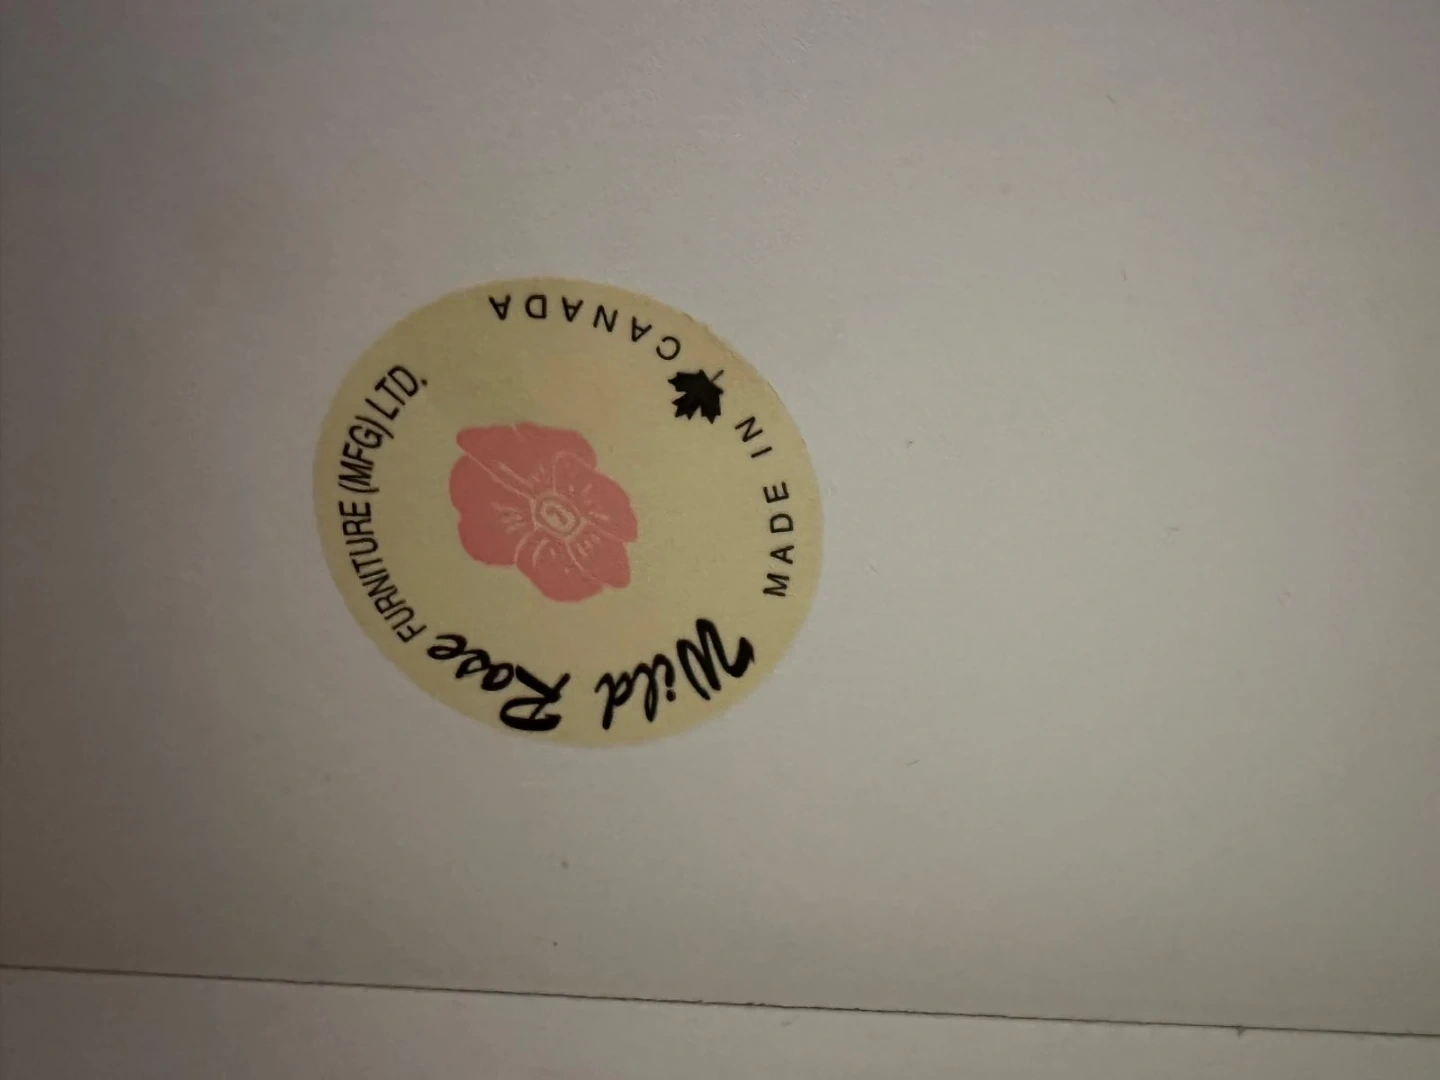 Wild Rose FURNITURE (MFG) LTD.
MADE IN CANADA